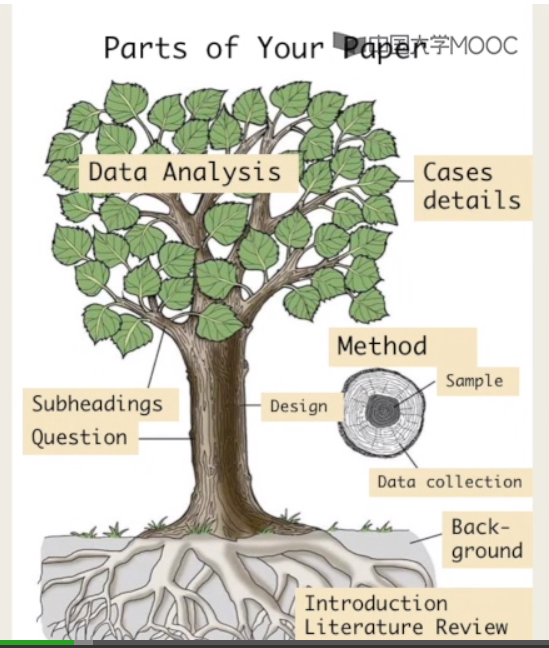 Parts of Your Paper
中国大学MOOC
Data Analysis
Cases
details
Method
Sample
Subheadings
Design
Question
Data collection
Back-
ground
Introduction
Literature Review